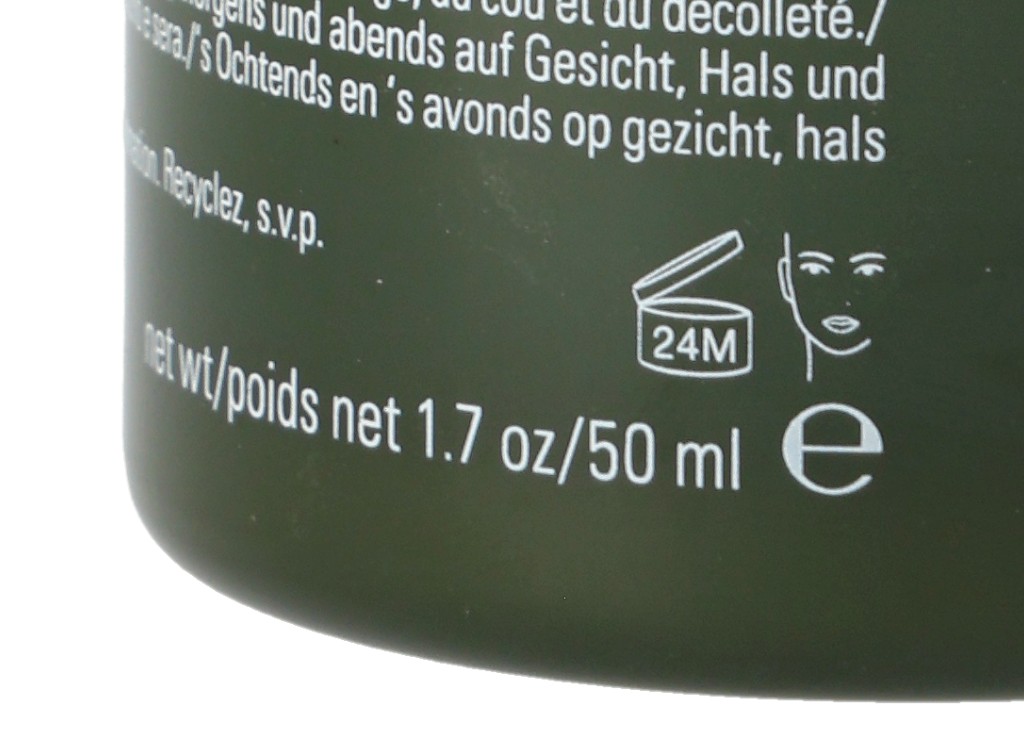 du cou et du décolleté./
und abends auf Gesicht, Hals und
e sera./'s Ochtends en 's avonds op gezicht, hals
Recyclez, s.v.p.
24M
net wt/poids net 1.7 oz/50 ml e